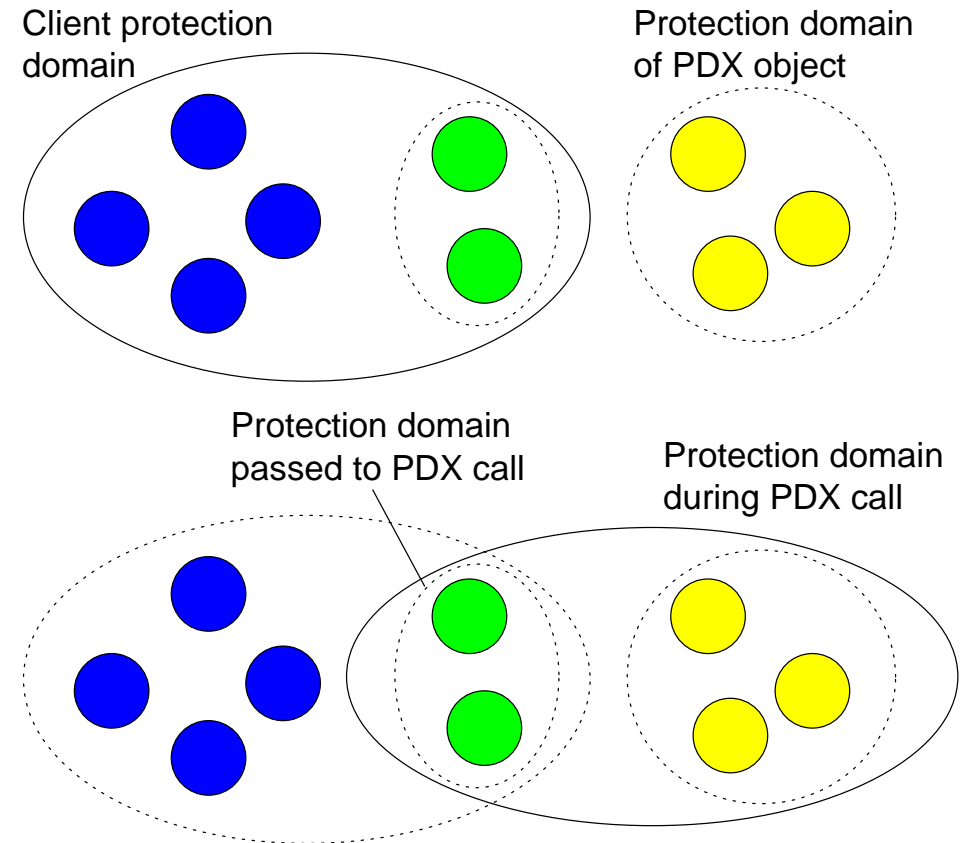 Client protection
domain
Protection domain
of PDX object
Protection domain
passed to PDX call
Protection domain
during PDX call